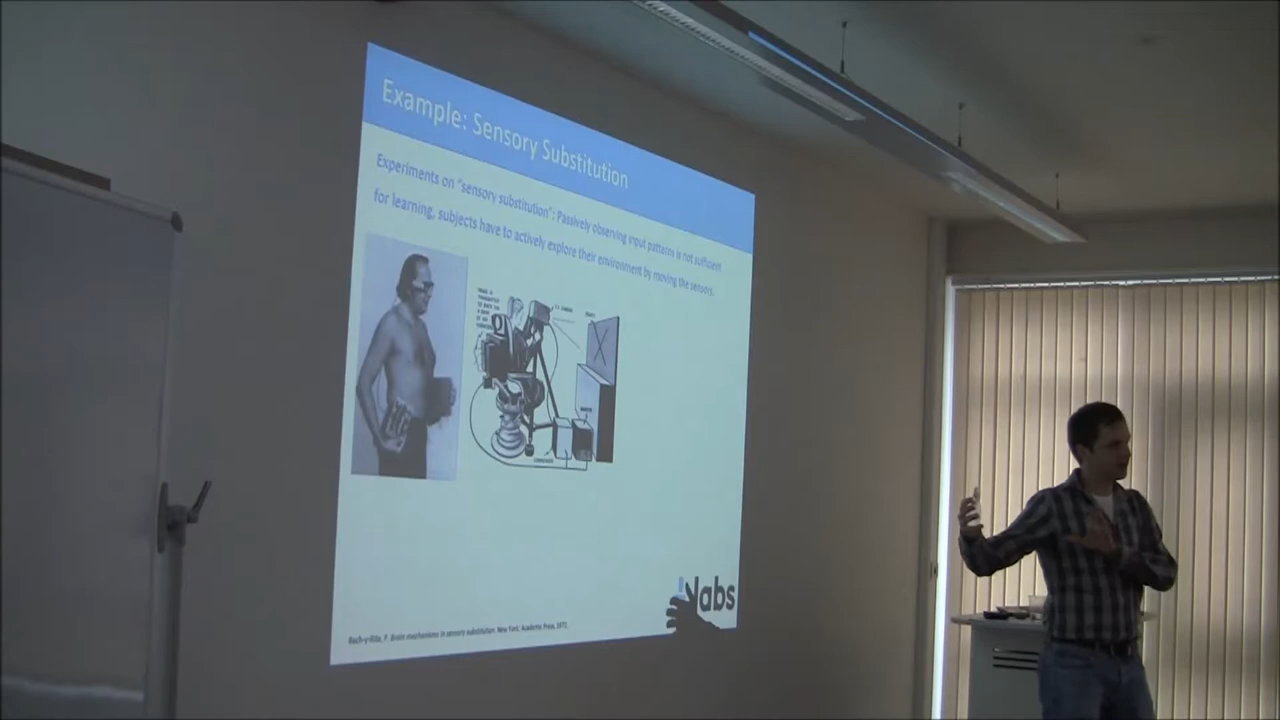 Example: Sensory Substitution
Experiments on "sensory substitution": Passively observing input patterns is not sufficient
for learning, subjects have to actively explore their environment by moving the sensors.
labs
Bach-y-Rita, P. Brain mechanisms in sensory substitution. New York: Academic Press, 1972.